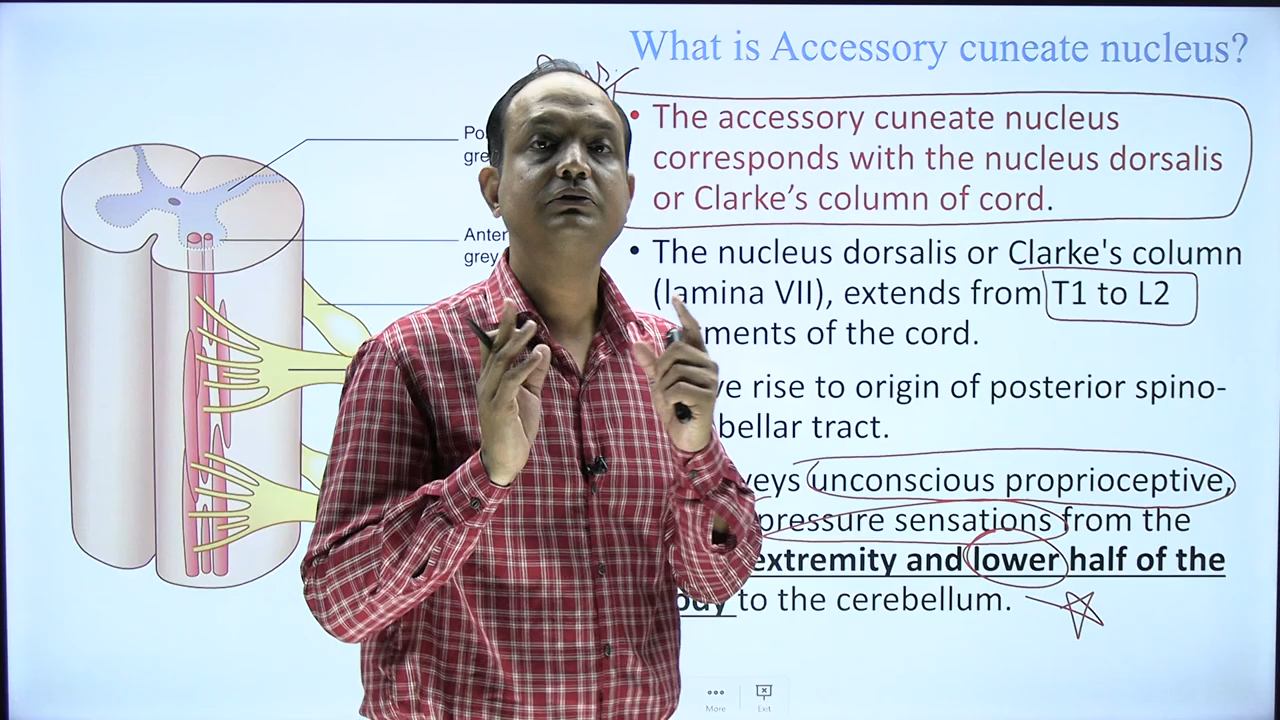 What is Accessory cuneate nucleus?
• The accessory cuneate nucleus
corresponds with the nucleus dorsalis
or Clarke's column of cord.
• The nucleus dorsalis or Clarke's column
(lamina VII), extends from T1 to L2
ments of the cord.
ve rise to origin of posterior spino-
bellar tract.
veys unconscious proprioceptive,
pressure sensations from the
extremity and lower half of the
to the cerebellum.
Po
gre
Anter
grey
More
Exit